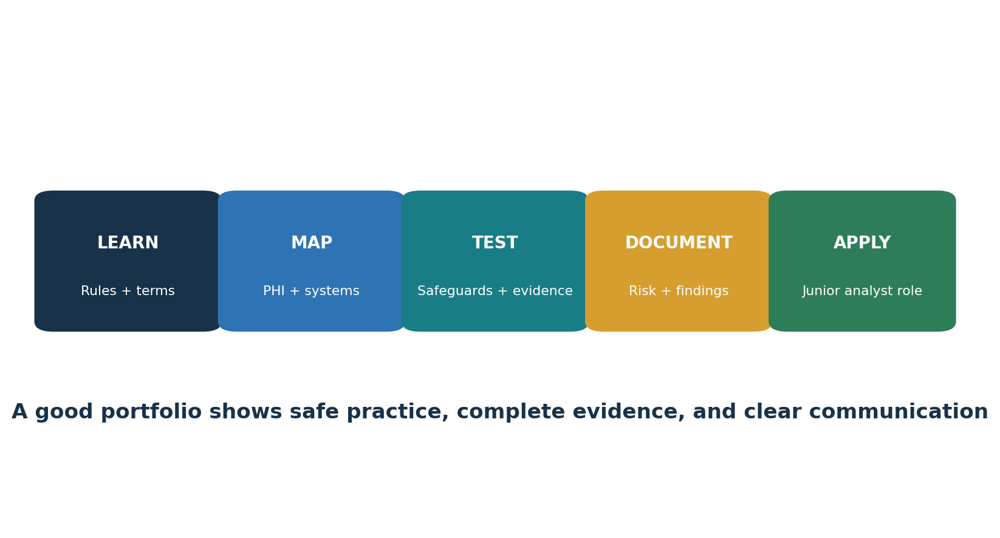 LEARN
Rules + terms
MAP
PHI + systems
TEST
Safeguards + evidence
DOCUMENT
Risk + findings
APPLY
Junior analyst role
A good portfolio shows safe practice, complete evidence, and clear communication